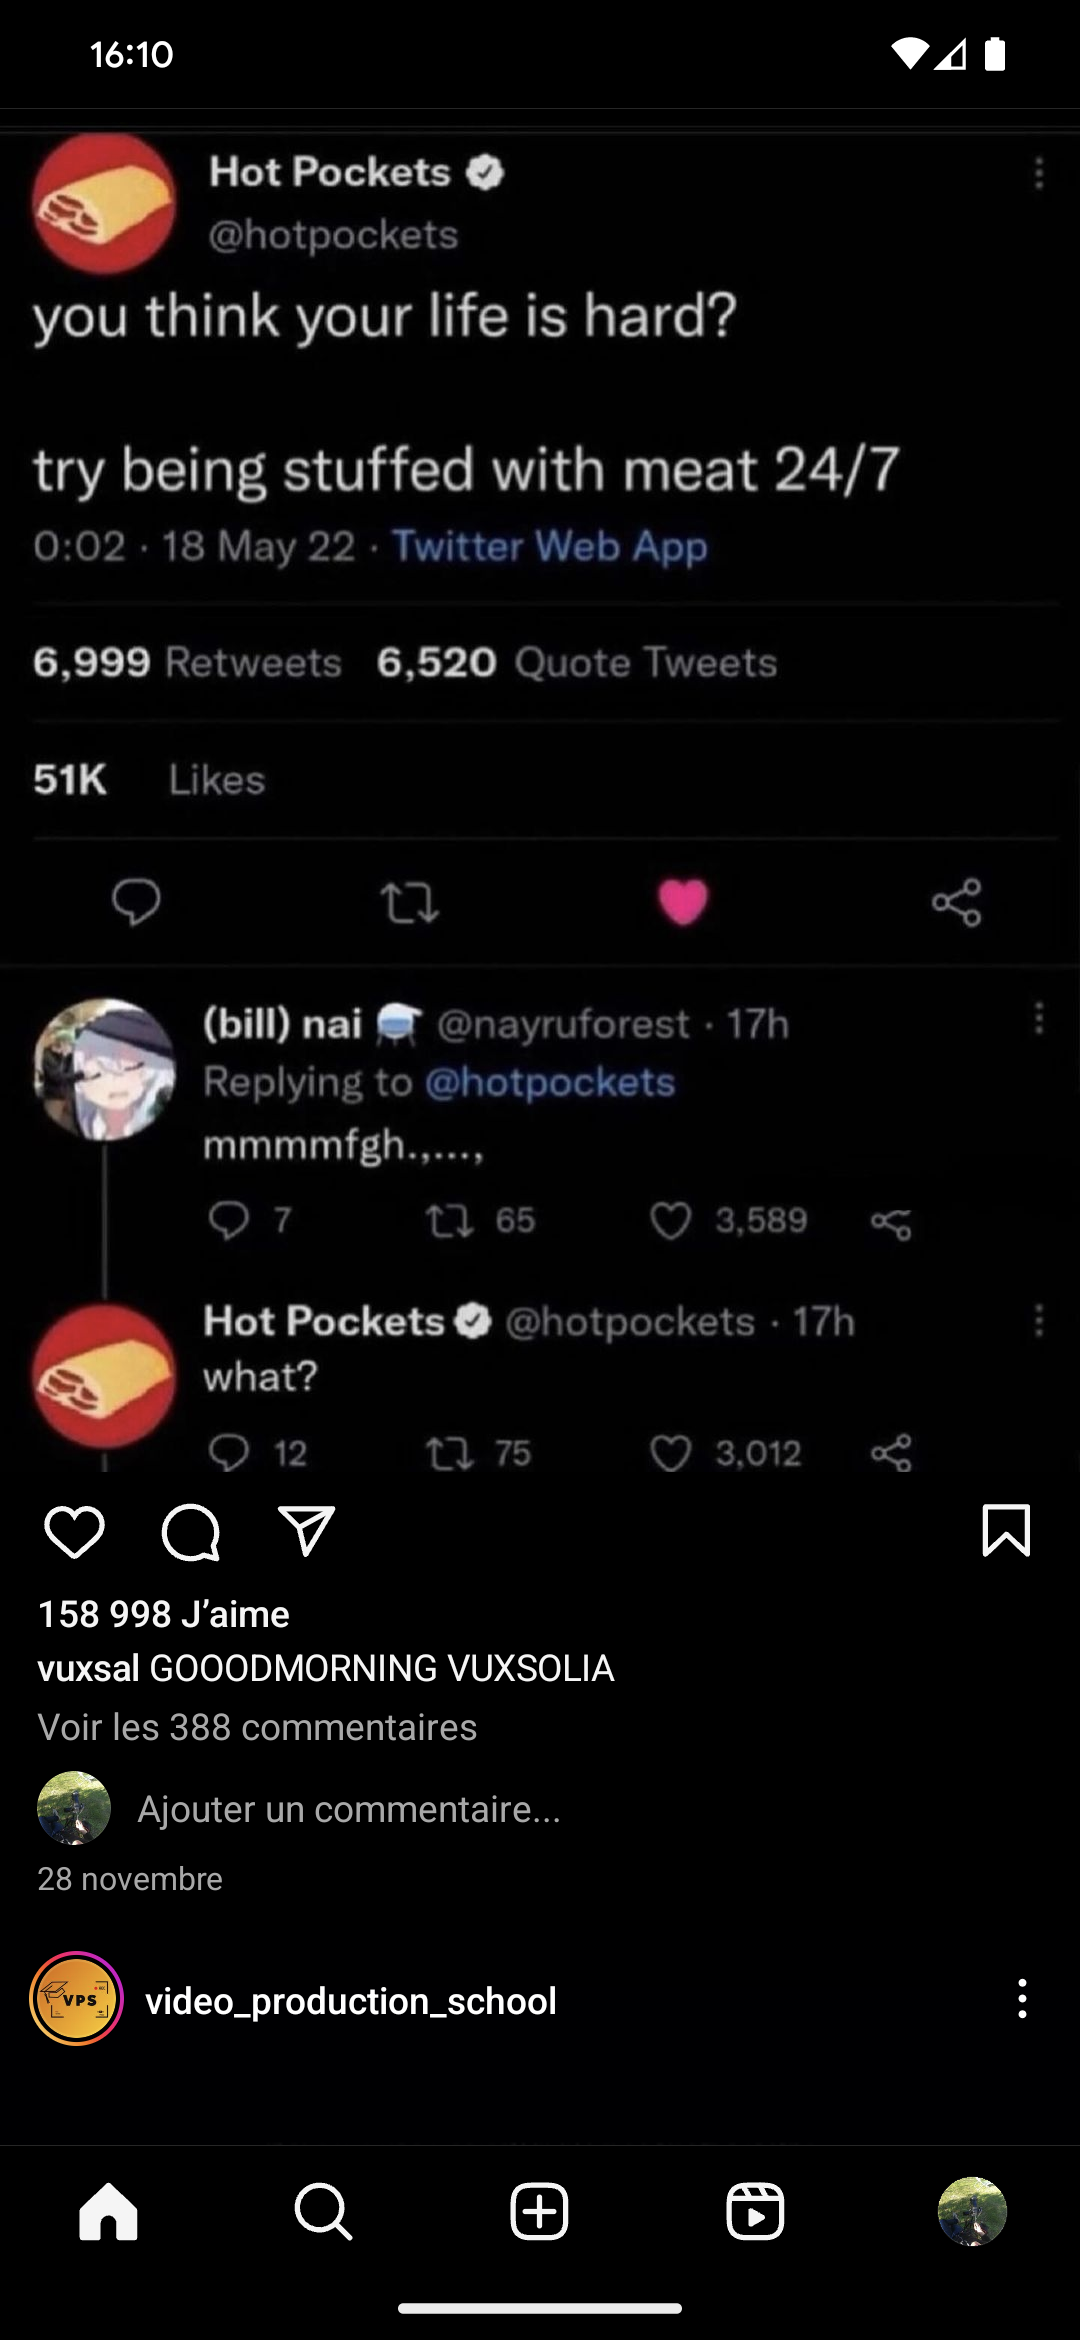 16:10
Hot Pockets
@hotpockets
you think your life is hard?
try being stuffed with meat 24/7
0:02 · 18 May 22 · Twitter Web App
6,999 Retweets 6,520 Quote Tweets
51K Likes
(bill) nai @nayruforest · 17h
Replying to @hotpockets
mmmmfgh.,...,
7 65 3,589
Hot Pockets @hotpockets · 17h
what?
12 75 3,012
158 998 J’aime
vuxsal GOOODMORNING VUXSOLIA
Voir les 388 commentaires
Ajouter un commentaire...
28 novembre
VPS
video_production_school